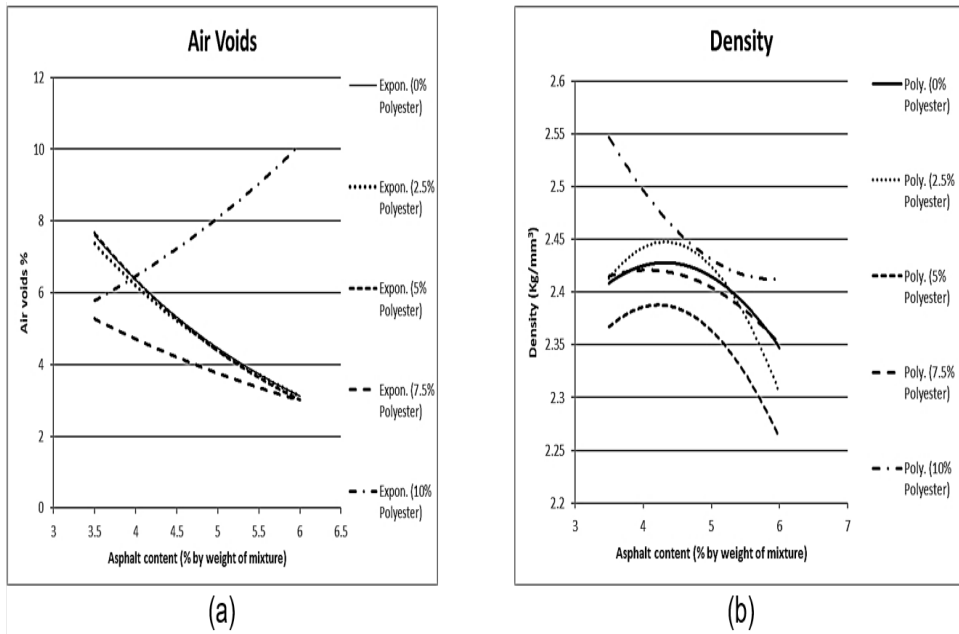 Air Voids
12
10
8
6
4
2
0
3
3.5
4
4.5
5
5.5
6
6.5
Air voids %
Asphalt content (% by weight of mixture)
Expon. (0%
Polyester)
Expon. (2.5%
Polyester)
Expon. (5%
Polyester)
Expon. (7.5%
Polyester)
Expon. (10%
Polyester)
(a)
Density
2.6
2.55
2.5
2.45
2.4
2.35
2.3
2.25
2.2
3
4
5
6
7
Density (Kg/mm³)
Asphalt content (% by weight of mixture)
Poly. (0%
Polyester)
Poly. (2.5%
Polyester)
Poly. (5%
Polyester)
Poly. (7.5%
Polyester)
Poly. (10%
Polyester)
(b)